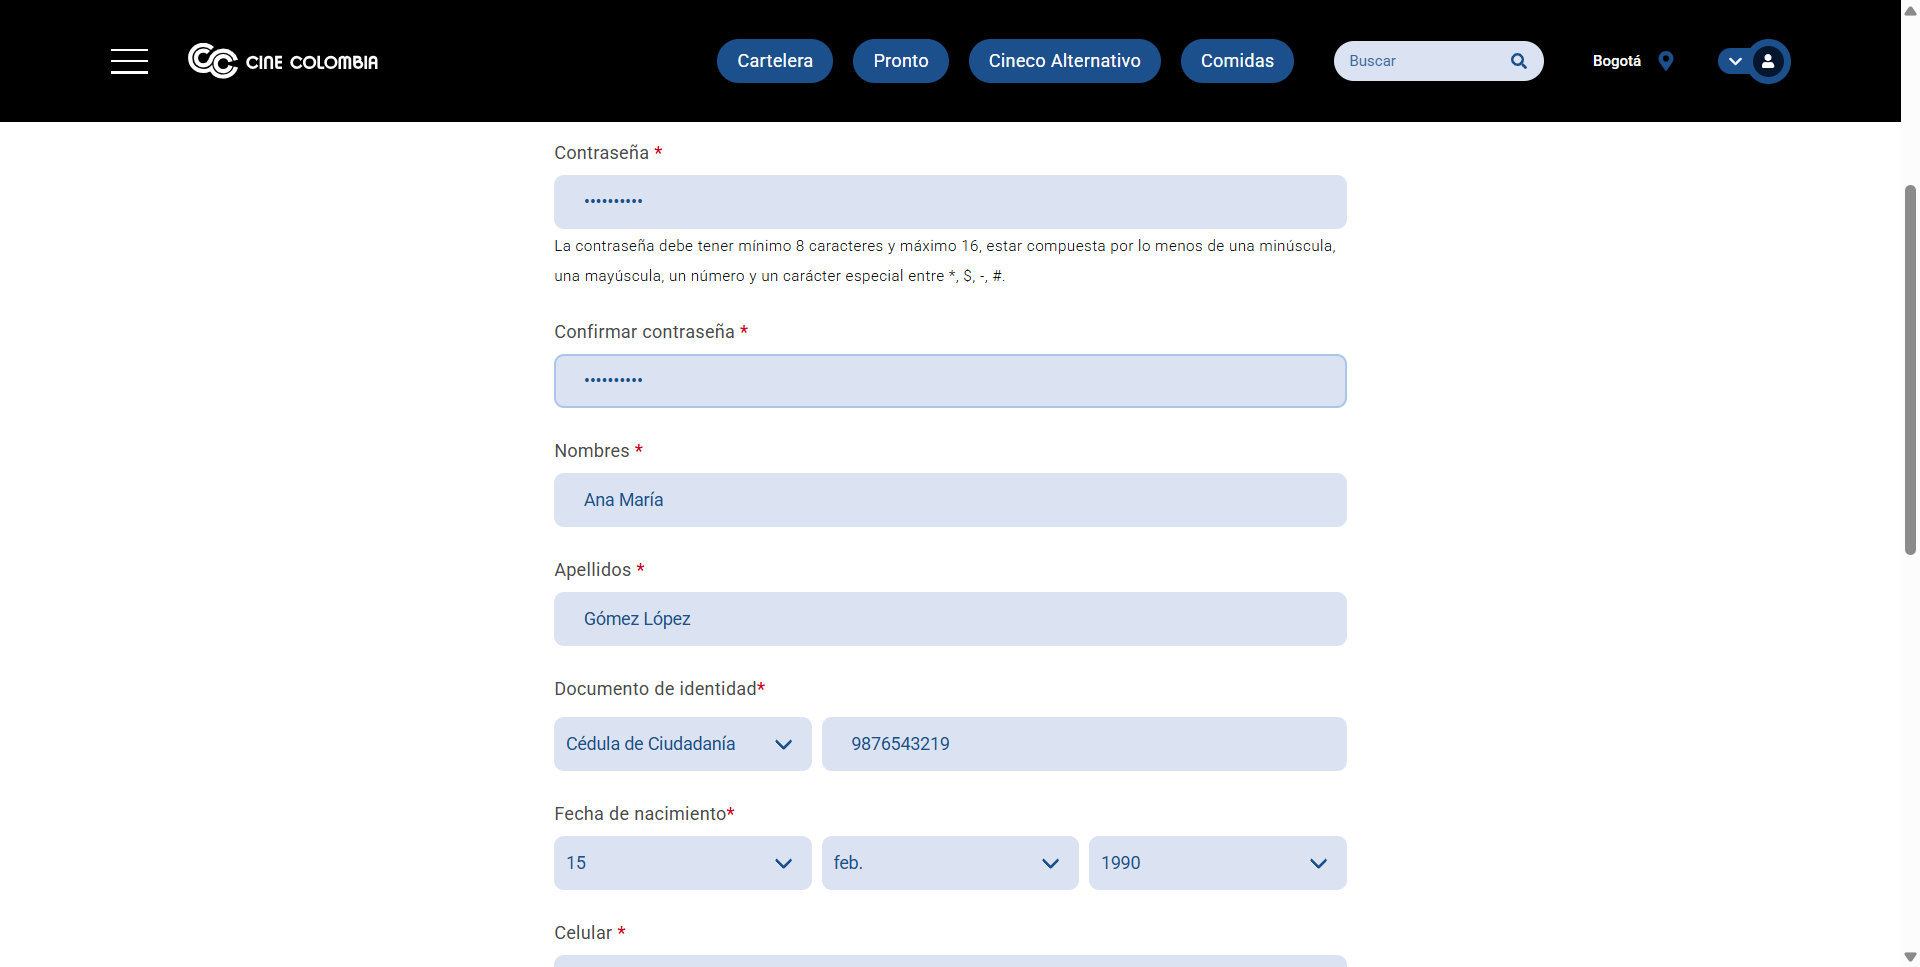 CINE COLOMBIA
Cartelera
Pronto
Cineco Alternativo
Comidas
Buscar
Bogotá
Contraseña *
••••••••••
La contraseña debe tener mínimo 8 caracteres y máximo 16, estar compuesta por lo menos de una minúscula,
una mayúscula, un número y un carácter especial entre *, $, -, #.
Confirmar contraseña *
••••••••••
Nombres *
Ana María
Apellidos *
Gómez López
Documento de identidad*
Cédula de Ciudadanía
9876543219
Fecha de nacimiento*
15
feb.
1990
Celular *